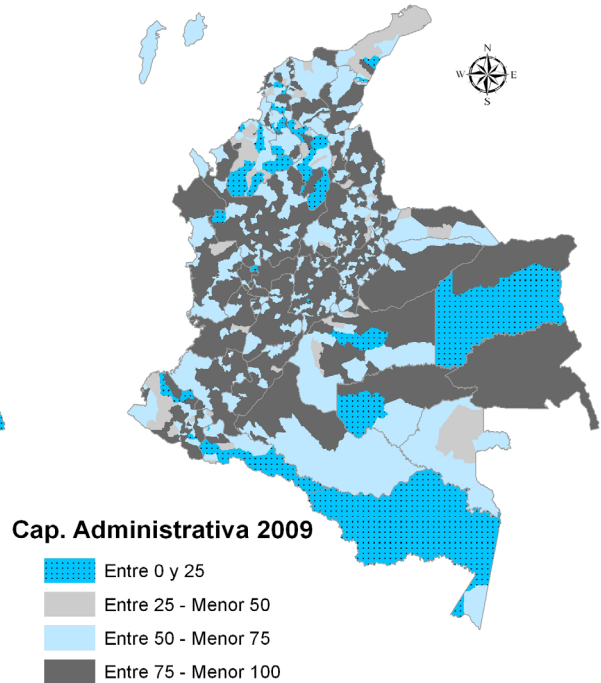 N
W E
S
Cap. Administrativa 2009
Entre 0 y 25
Entre 25 - Menor 50
Entre 50 - Menor 75
Entre 75 - Menor 100